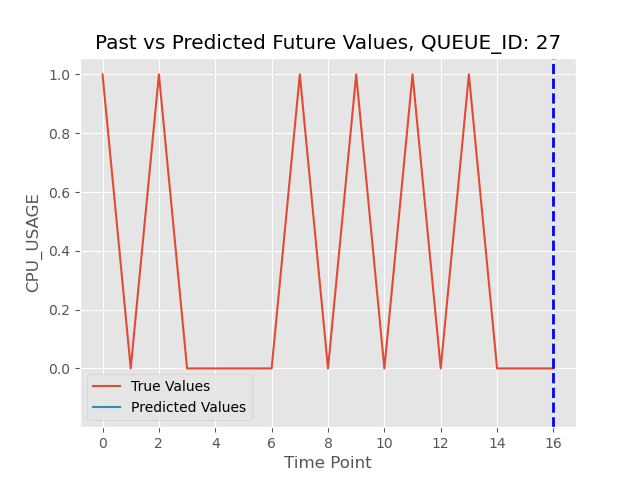 Past vs Predicted Future Values, QUEUE_ID: 27
1.0
0.8
0.6
0.4
0.2
0.0
CPU_USAGE
True Values
Predicted Values
0 2 4 6 8 10 12 14 16
Time Point